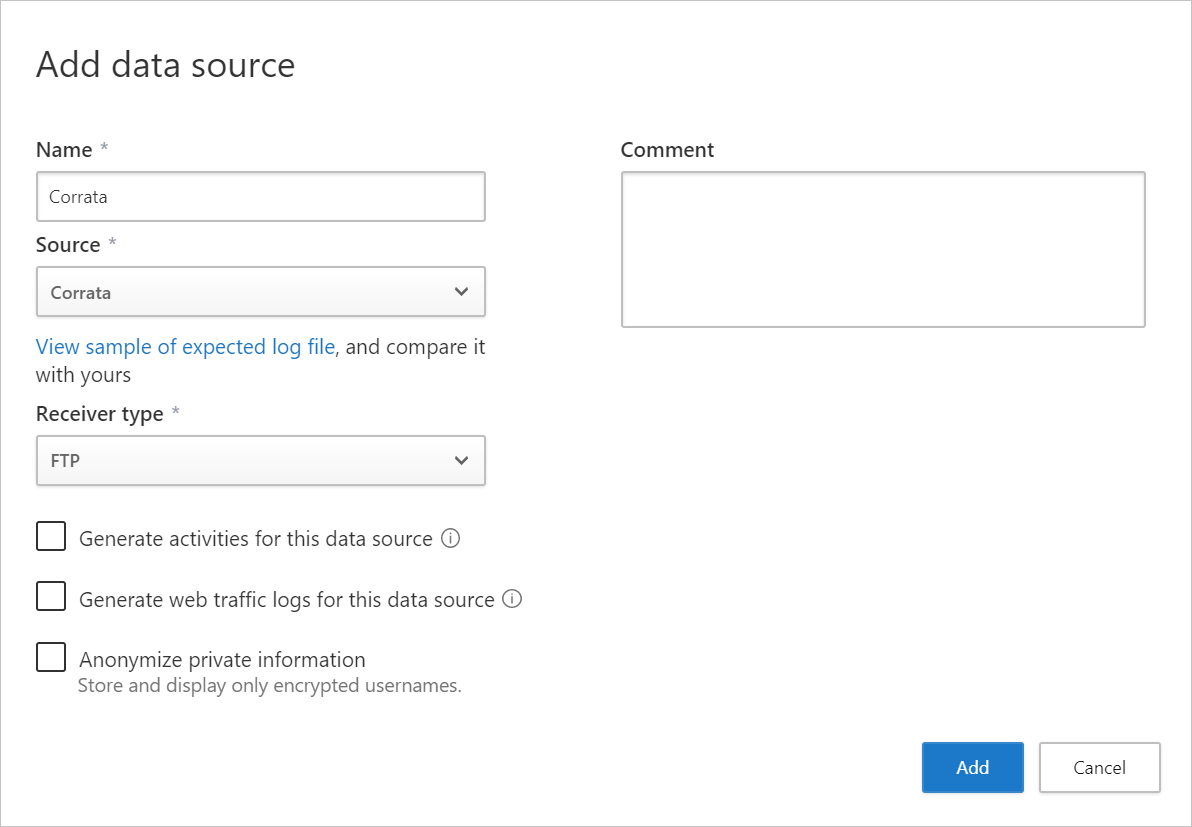 Add data source
Name *
Corrata
Source *
Corrata
View sample of expected log file, and compare it
with yours
Receiver type *
FTP
Generate activities for this data source
Generate web traffic logs for this data source
Anonymize private information
Store and display only encrypted usernames.
Comment
Add
Cancel